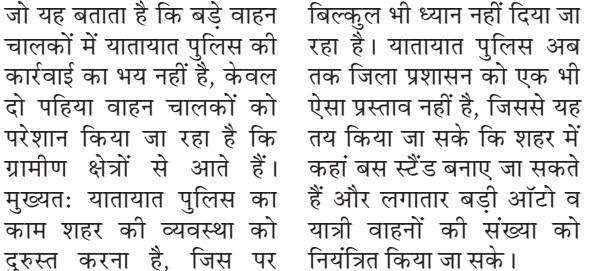 जो यह बताता है कि बड़े वाहन
चालकों में यातायात पुलिस की
कार्रवाई का भय नहीं है, केवल
दो पहिया वाहन चालकों को
परेशान किया जा रहा है कि
ग्रामीण क्षेत्रों से आते हैं।
मुख्यत: यातायात पुलिस का
काम शहर की व्यवस्था को
दुरुस्त करना है, जिस पर
बिल्कुल भी ध्यान नहीं दिया जा
रहा है। यातायात पुलिस अब
तक जिला प्रशासन को एक भी
ऐसा प्रस्ताव नहीं है, जिससे यह
तय किया जा सके कि शहर में
कहां बस स्टैंड बनाए जा सकते
हैं और लगातार बड़ी ऑटो व
यात्री वाहनों की संख्या को
नियंत्रित किया जा सके।